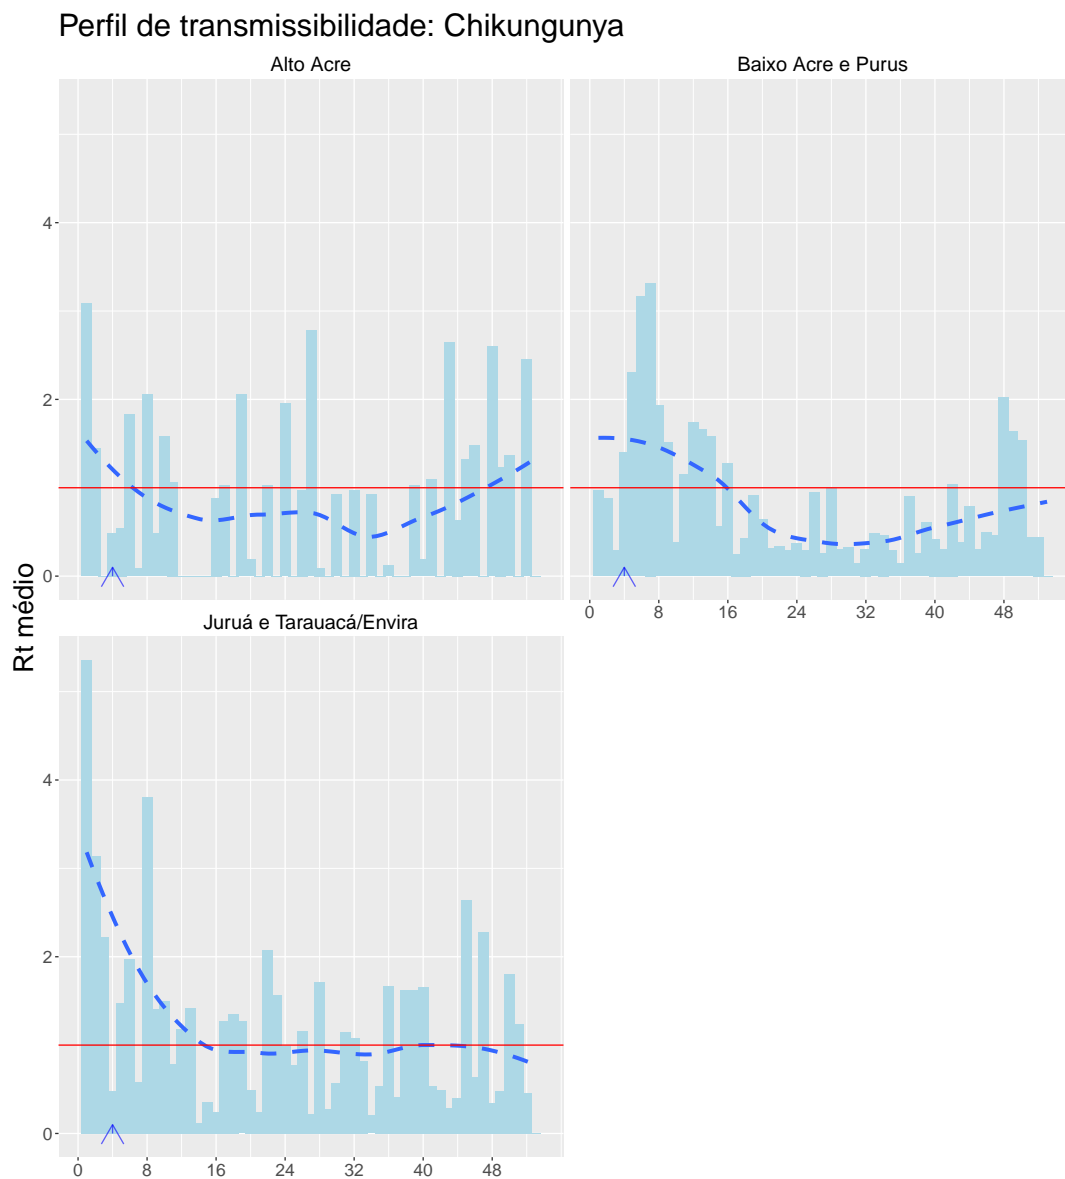 Perfil de transmissibilidade: Chikungunya
Alto Acre
Baixo Acre e Purus
4
2
0
0 8 16 24 32 40 48
Rt médio
Juruá e Tarauacá/Envira
4
2
0
0 8 16 24 32 40 48